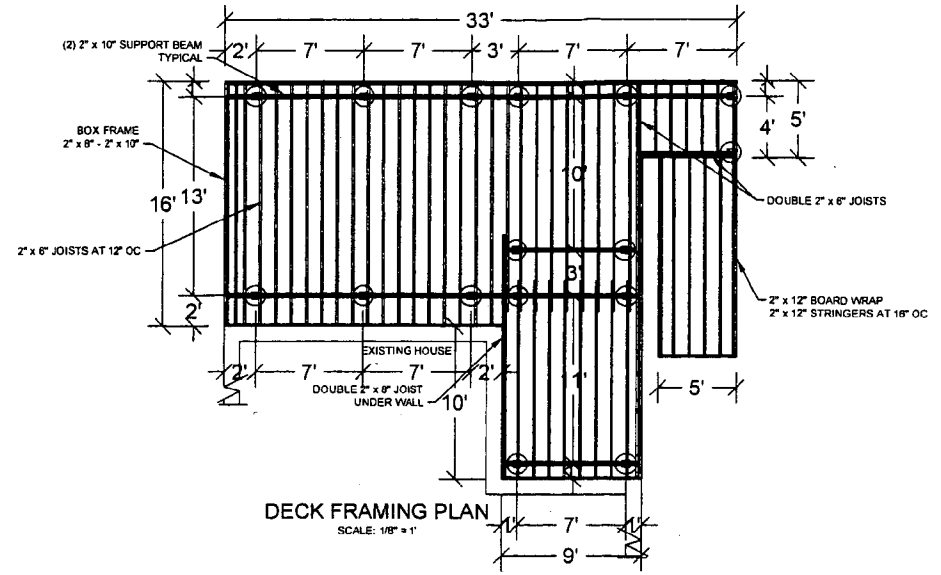 33'
(2) 2" x 10" SUPPORT BEAM
TYPICAL
2' 7' 7' 3' 7' 7'
BOX FRAME
2" x 8" - 2" x 10"
16' 13'
2'
2" x 6" JOISTS AT 12" OC
10'
3'
4' 5'
DOUBLE 2" x 6" JOISTS
2" x 12" BOARD WRAP
2" x 12" STRINGERS AT 16" OC
EXISTING HOUSE
2' 7' 7' 2'
DOUBLE 2" x 8" JOIST
UNDER WALL
10'
5'
DECK FRAMING PLAN
SCALE: 1/8" = 1'
1' 7' 1'
9'